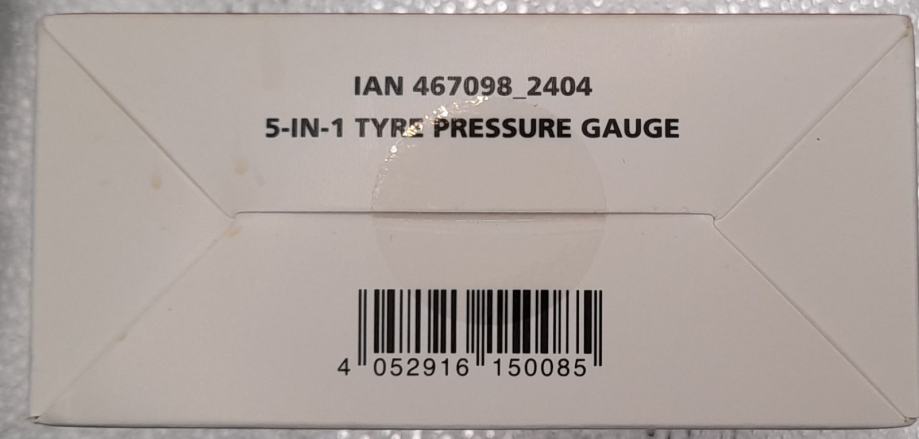 IAN 467098_2404
5-IN-1 TYRE PRESSURE GAUGE
4 052916 150085